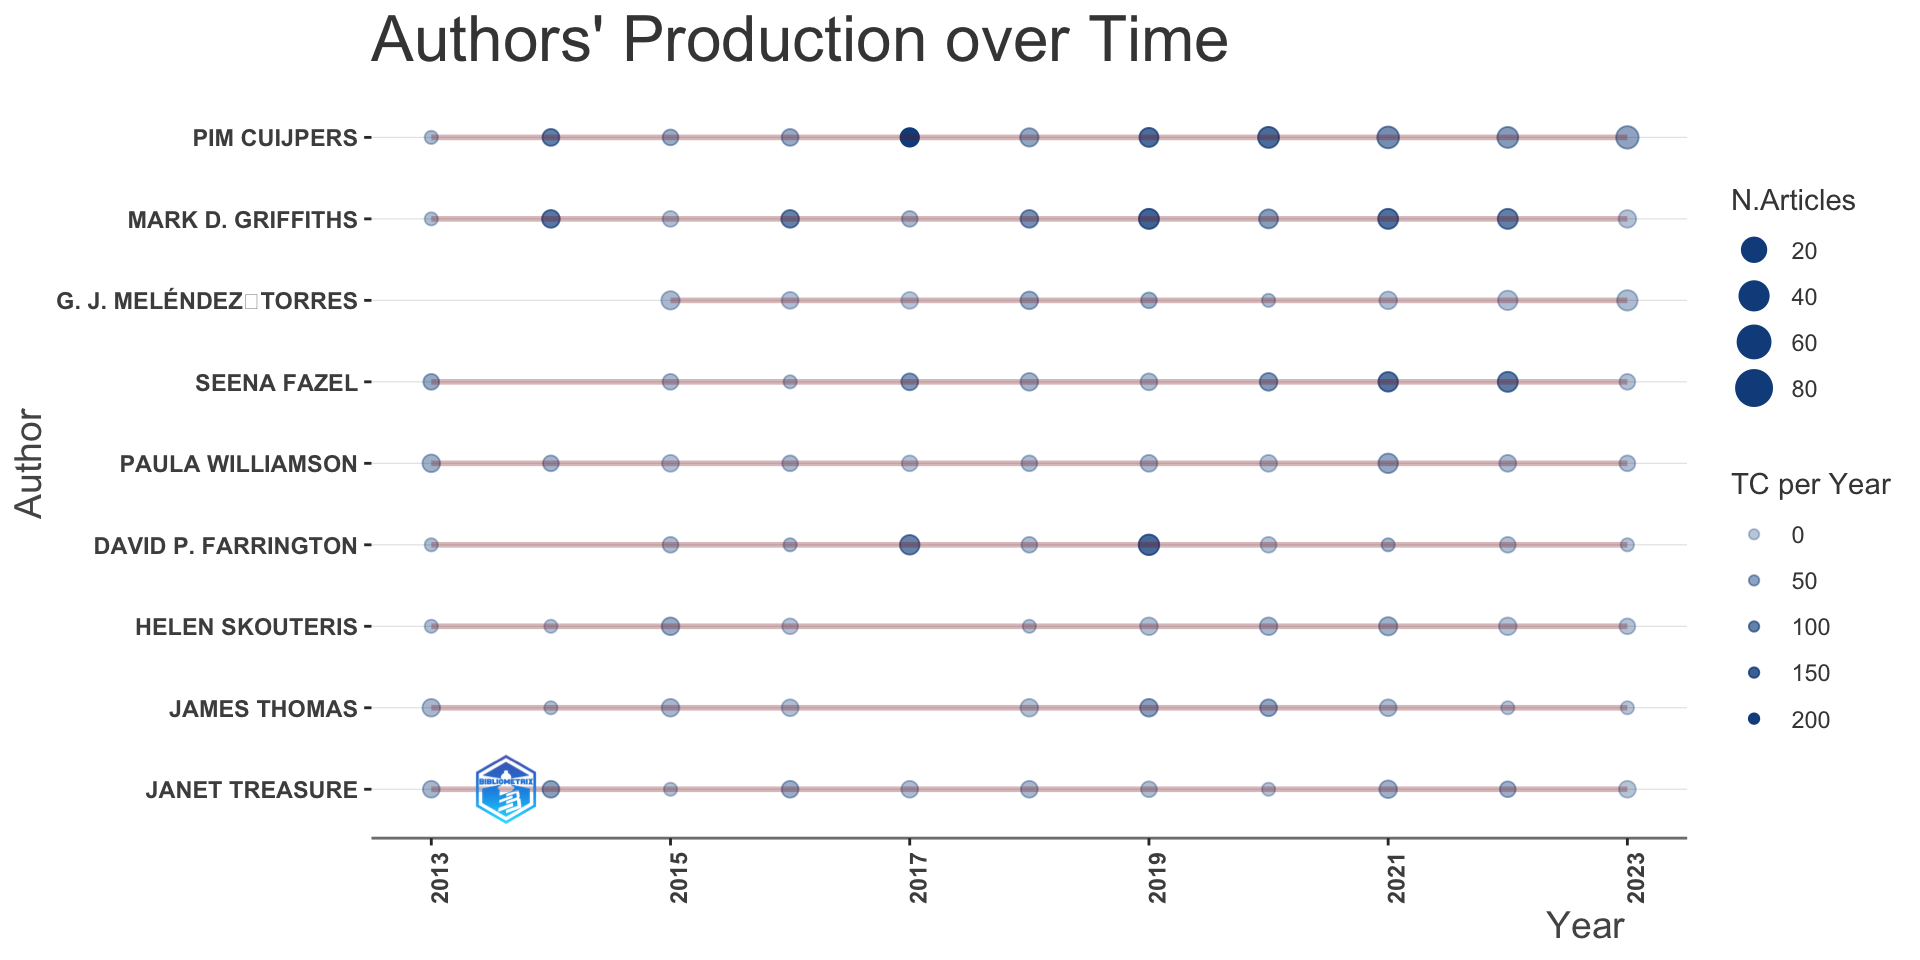 Authors' Production over Time
PIM CUIJPERS
MARK D. GRIFFITHS
G. J. MELÉNDEZ□TORRES
SEENA FAZEL
PAULA WILLIAMSON
DAVID P. FARRINGTON
HELEN SKOUTERIS
JAMES THOMAS
JANET TREASURE
Author
BIBLIOMETRIX
2013
2015
2017
2019
2021
2023
Year
N.Articles
20
40
60
80
TC per Year
0
50
100
150
200